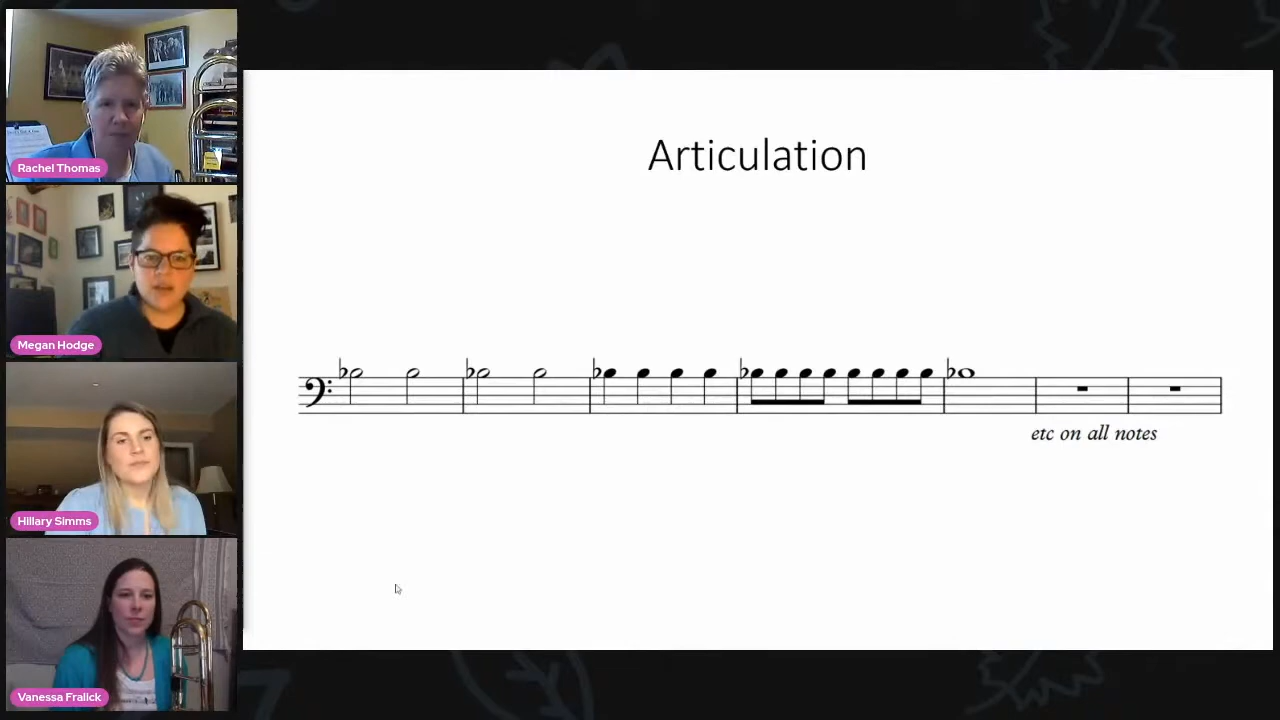 Rachel Thomas
Megan Hodge
Hillary Simms
Vanessa Fralick
Articulation
etc on all notes